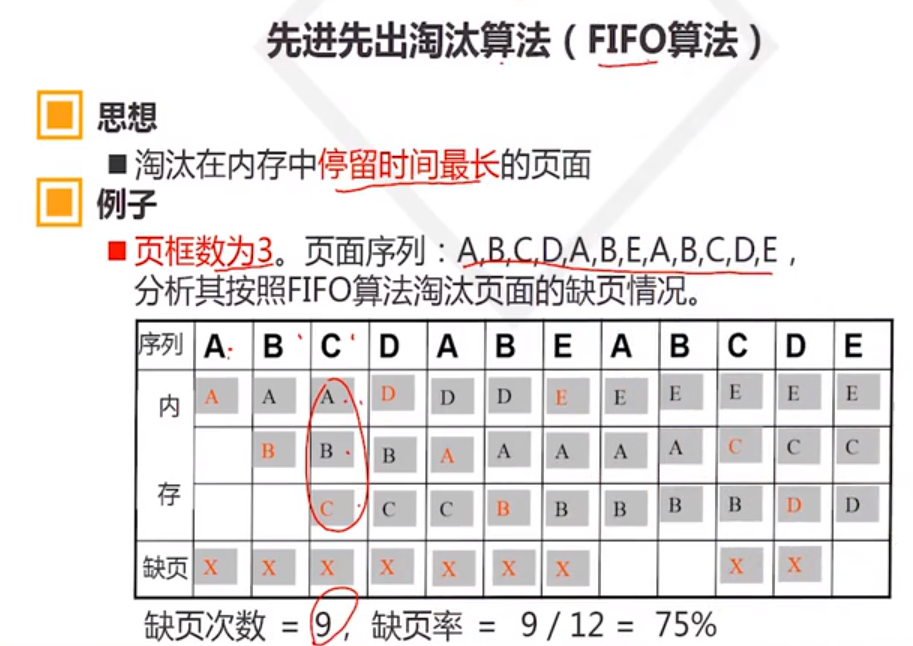 先进先出淘汰算法（FIFO算法）
思想
■ 淘汰在内存中停留时间最长的页面
例子
■ 页框数为3。页面序列：A,B,C,D,A,B,E,A,B,C,D,E，
分析其按照FIFO算法淘汰页面的缺页情况。
序列 A B C D A B E A B C D E
内 A A A D D D E E E E E E
B B B A A A A A C C C
存 C C C B B B B B D D
缺页 X X X X X X X X X
缺页次数 = 9， 缺页率 = 9 / 12 = 75%